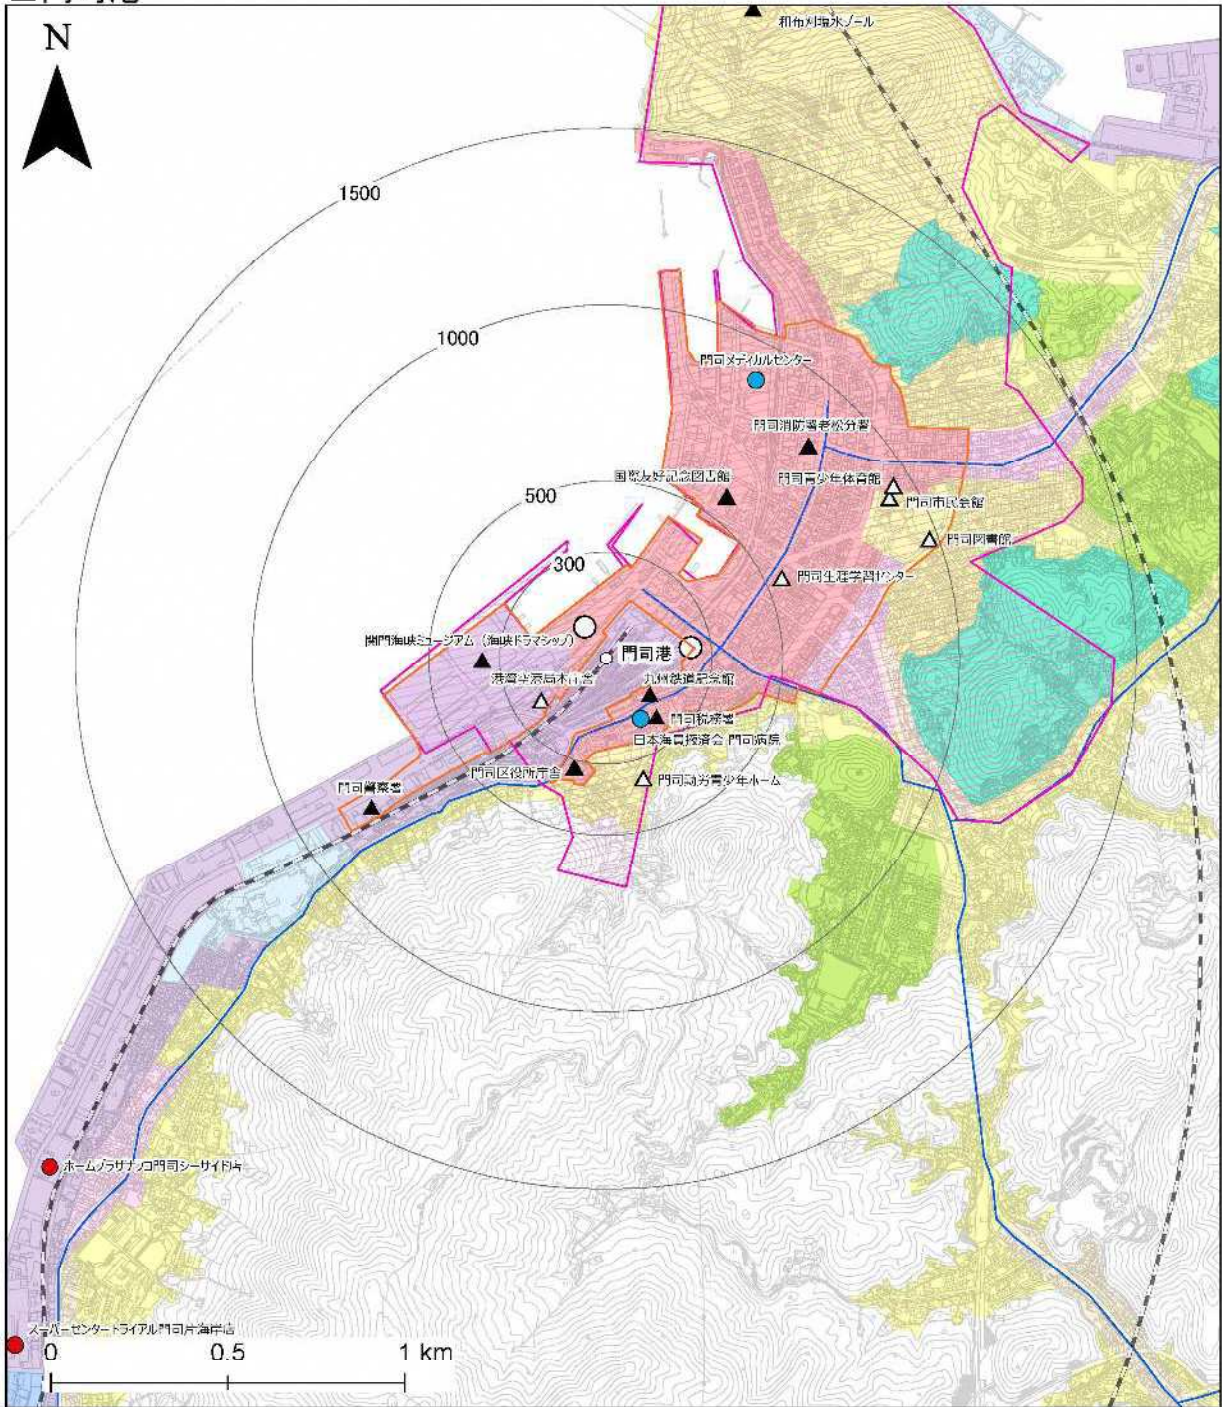 和布刈塩水プール
N
1500
1000
門司メディカルセンター
門司消防署老松分署
国際友好記念図書館
門司青少年体育館
500
門司市民会館
門司図書館
300
門司生涯学習センター
関門海峡ミュージアム（海峡ドラマシップ）
門司港
港湾空港局本庁舎
九州鉄道記念館
門司税務署
日本海員掖済会 門司病院
門司区役所庁舎
門司勤労青少年ホーム
門司警察署
ホームプラザナフコ門司シーサイド店
スーパーセンタートライアル門司片海岸店
0 0.5 1 km